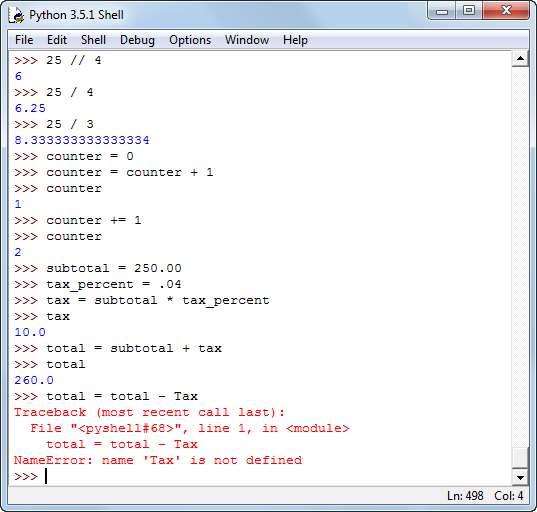 Python 3.5.1 Shell
File Edit Shell Debug Options Window Help
>>> 25 // 4
6
>>> 25 / 4
6.25
>>> 25 / 3
8.333333333333334
>>> counter = 0
>>> counter = counter + 1
>>> counter
1
>>> counter += 1
>>> counter
2
>>> subtotal = 250.00
>>> tax_percent = .04
>>> tax = subtotal * tax_percent
>>> tax
10.0
>>> total = subtotal + tax
>>> total
260.0
>>> total = total - Tax
Traceback (most recent call last):
  File "<pyshell#68>", line 1, in <module>
    total = total - Tax
NameError: name 'Tax' is not defined
>>>
Ln: 498 Col: 4